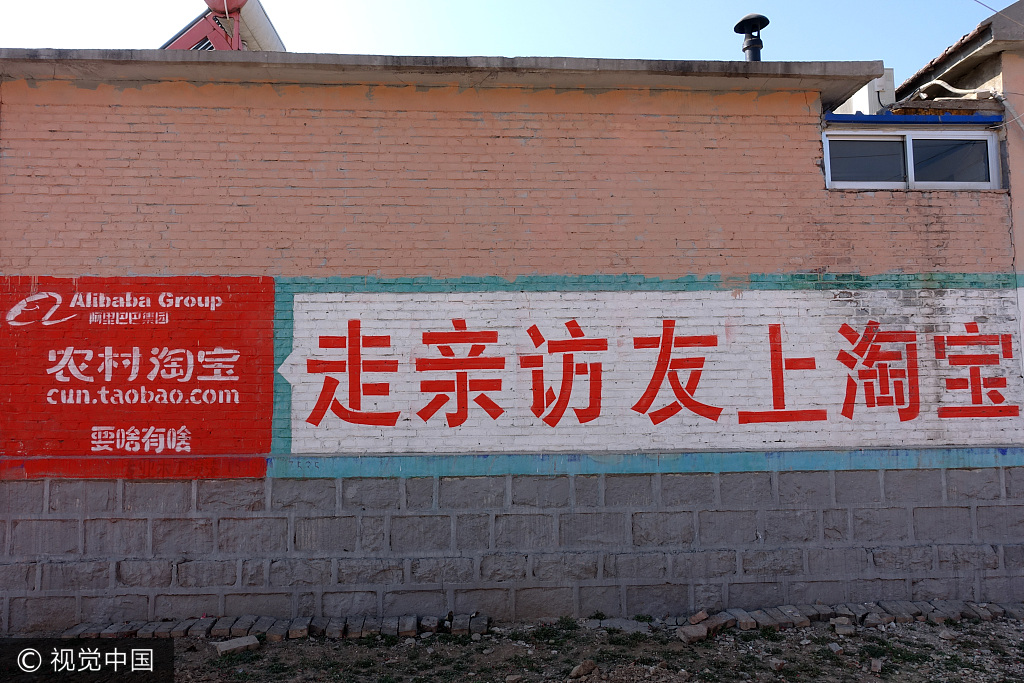 Alibaba Group
阿里巴巴集团
农村淘宝
cun.taobao.com
要啥有啥
走亲访友上淘宝
© 视觉中国